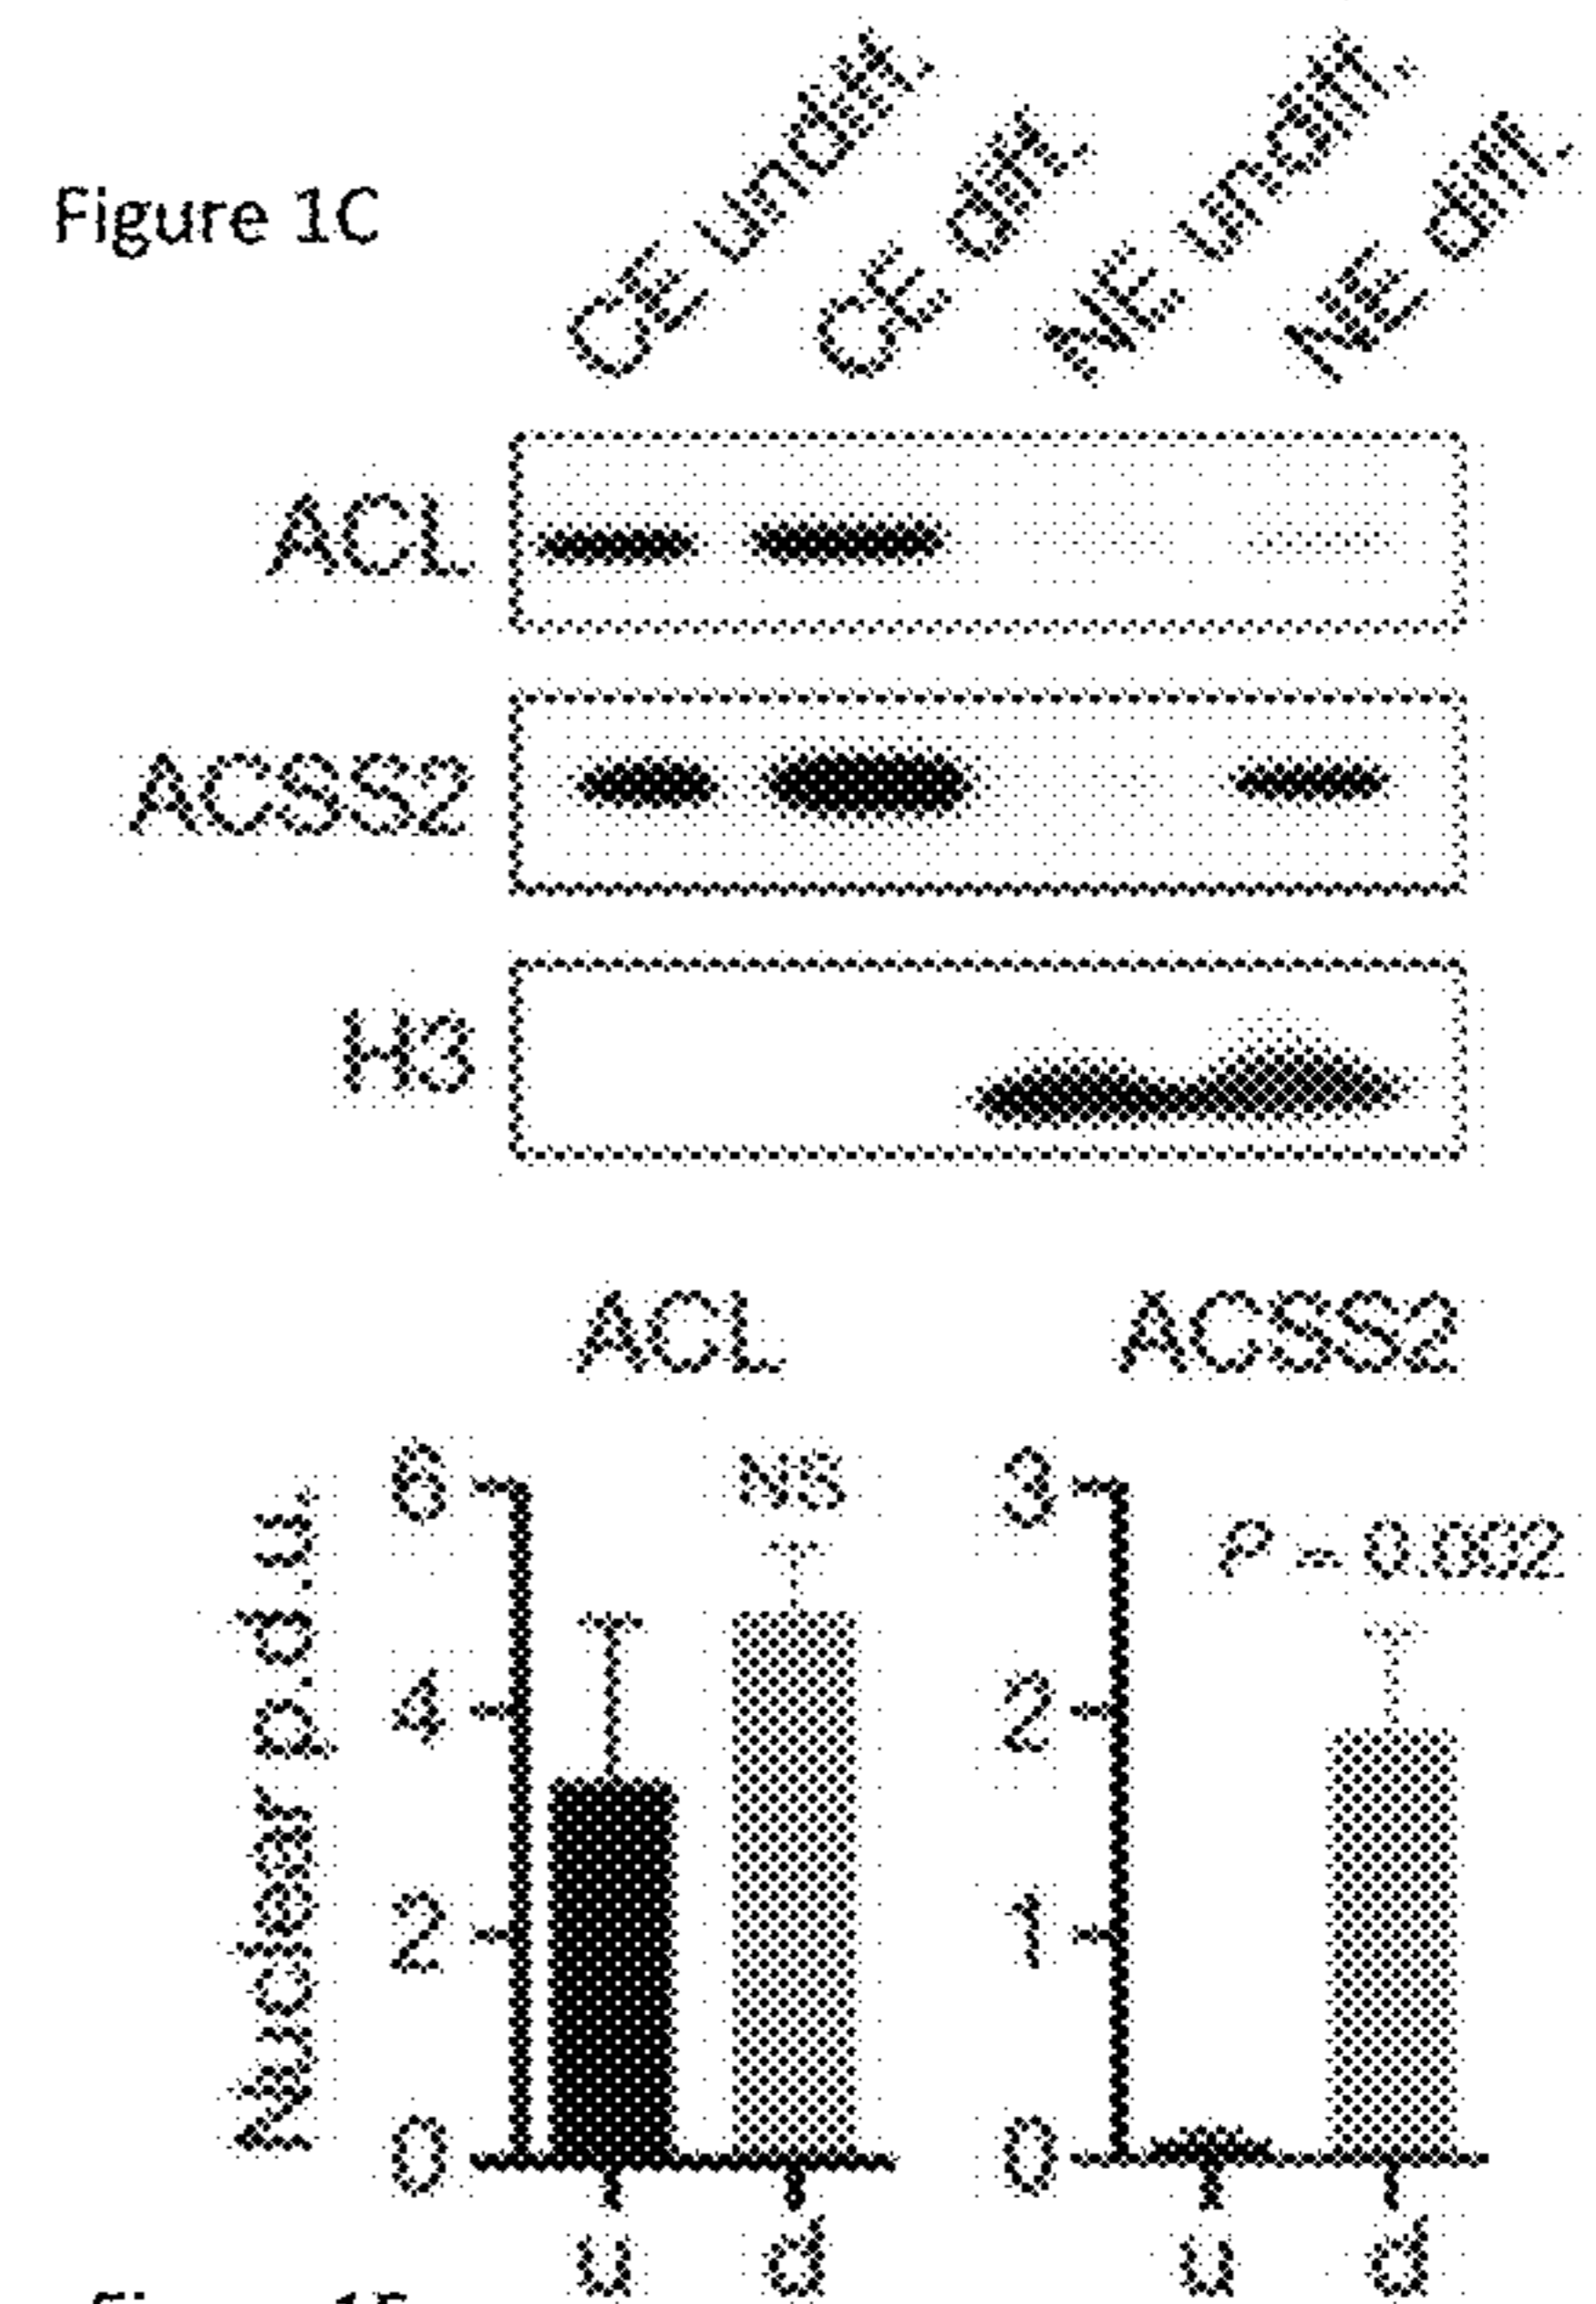 Figure 1C
CE undiff.
CE diff.
NE undiff.
NE diff.
ACL
ACSS2
H3
ACL
ACSS2
Nuclear p.d.u.
6
4
2
0
NS
u
d
3
2
1
0
P = 0.002
u
d